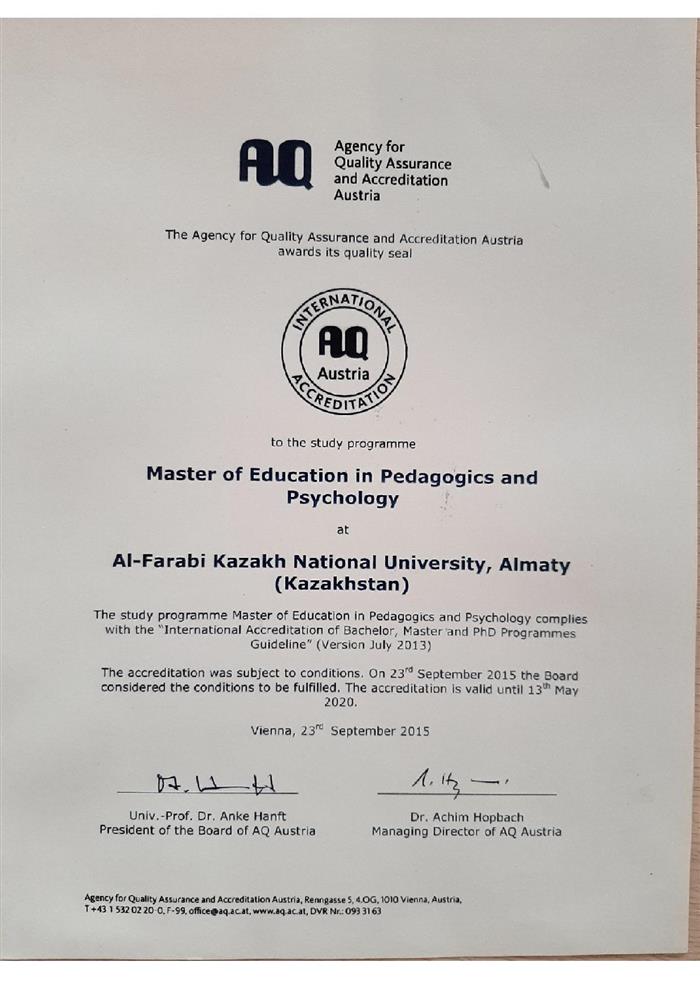 AQ
Agency for
Quality Assurance
and Accreditation
Austria
The Agency for Quality Assurance and Accreditation Austria
awards its quality seal
INTERNATIONAL
AQ
Austria
ACCREDITATION
to the study programme
Master of Education in Pedagogics and
Psychology
at
Al-Farabi Kazakh National University, Almaty
(Kazakhstan)
The study programme Master of Education in Pedagogics and Psychology complies
with the “International Accreditation of Bachelor, Master and PhD Programmes
Guideline” (Version July 2013)
The accreditation was subject to conditions. On 23rd September 2015 the Board
considered the conditions to be fulfilled. The accreditation is valid until 13th May
2020.
Vienna, 23rd September 2015
Univ.-Prof. Dr. Anke Hanft
President of the Board of AQ Austria
Dr. Achim Hopbach
Managing Director of AQ Austria
Agency for Quality Assurance and Accreditation Austria, Renngasse 5, 4.OG, 1010 Vienna, Austria,
T +43 1 532 02 20-0, F-99, office@aq.ac.at, www.aq.ac.at, DVR Nr.: 093 31 63